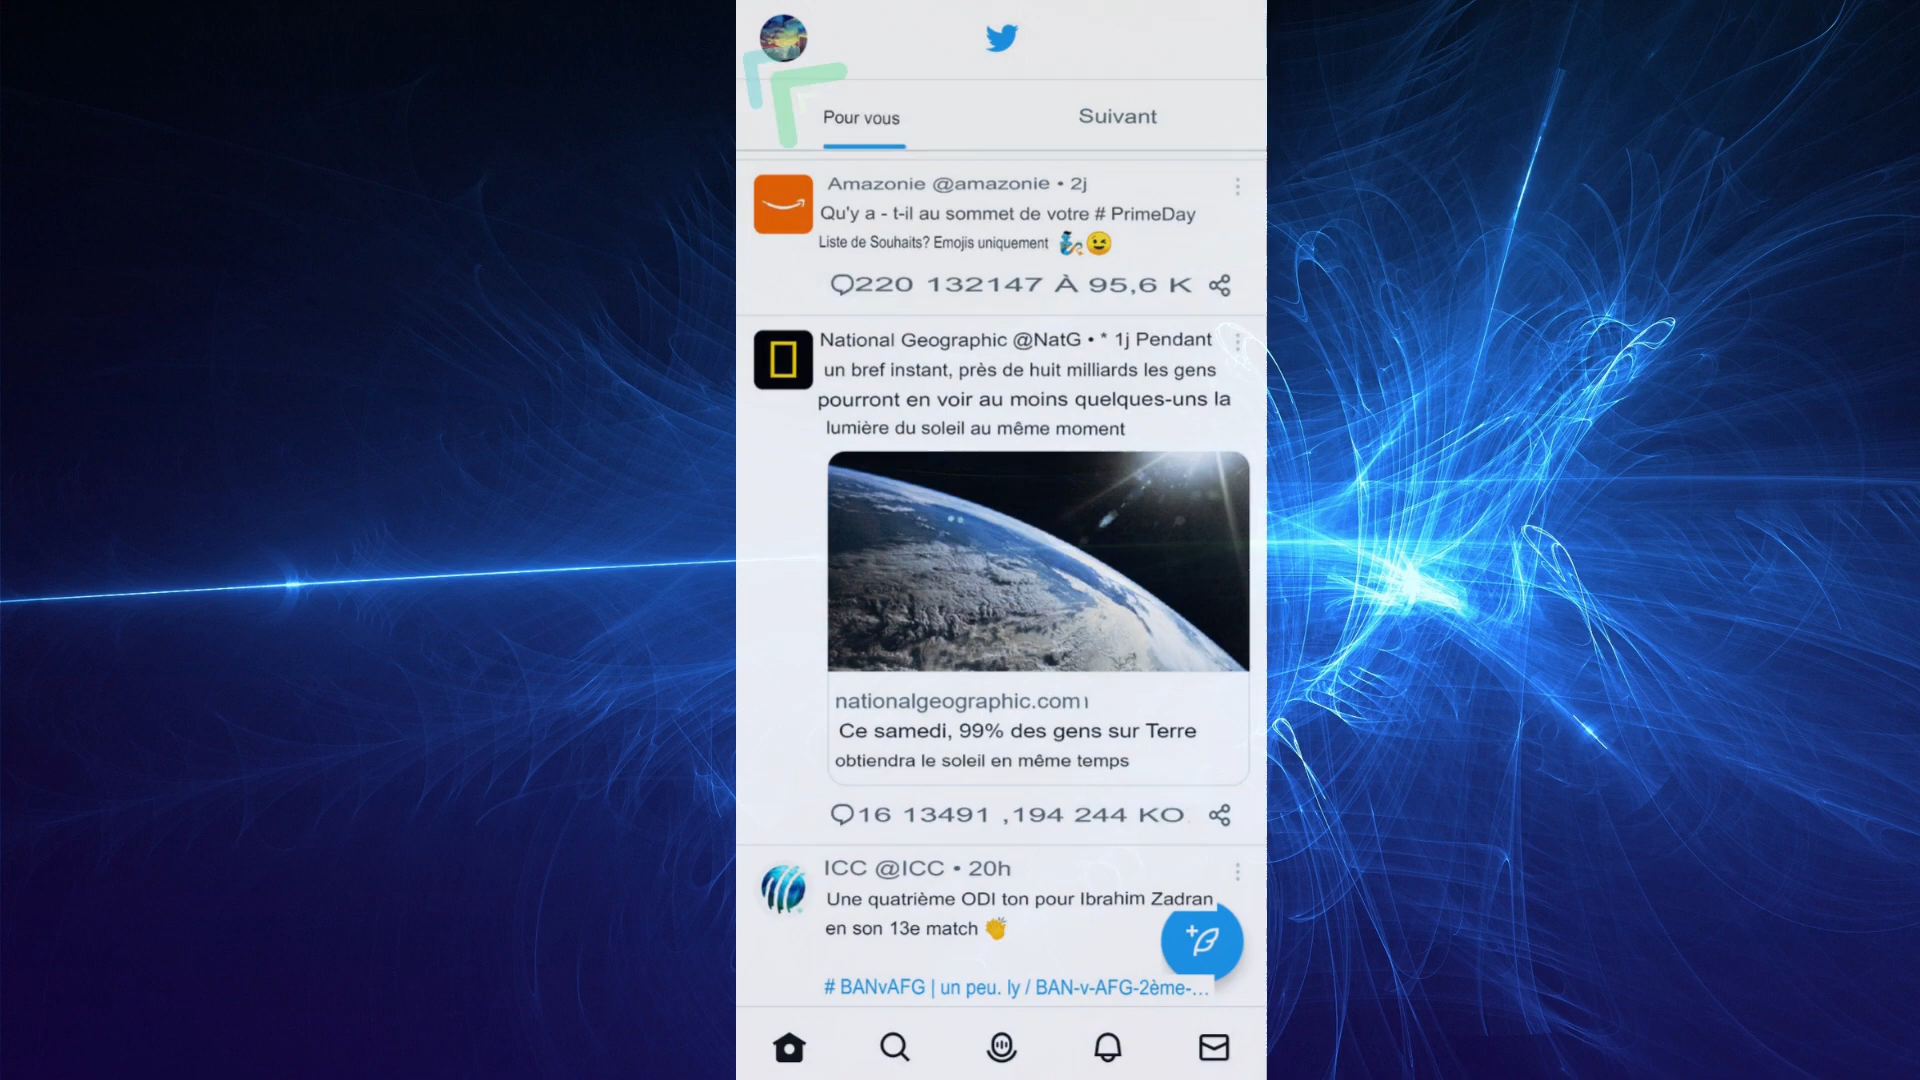 Pour vous
Suivant
Amazonie @amazonie • 2j
Qu'y a - t-il au sommet de votre # PrimeDay
Liste de Souhaits? Emojis uniquement
220 132147 À 95,6 K
National Geographic @NatG • * 1j Pendant
un bref instant, près de huit milliards les gens
pourront en voir au moins quelques-uns la
lumière du soleil au même moment
nationalgeographic.com
Ce samedi, 99% des gens sur Terre
obtiendra le soleil en même temps
16 13491 ,194 244 KO
ICC @ICC • 20h
Une quatrième ODI ton pour Ibrahim Zadran
en son 13e match
# BANvAFG | un peu. ly / BAN-v-AFG-2ème-...